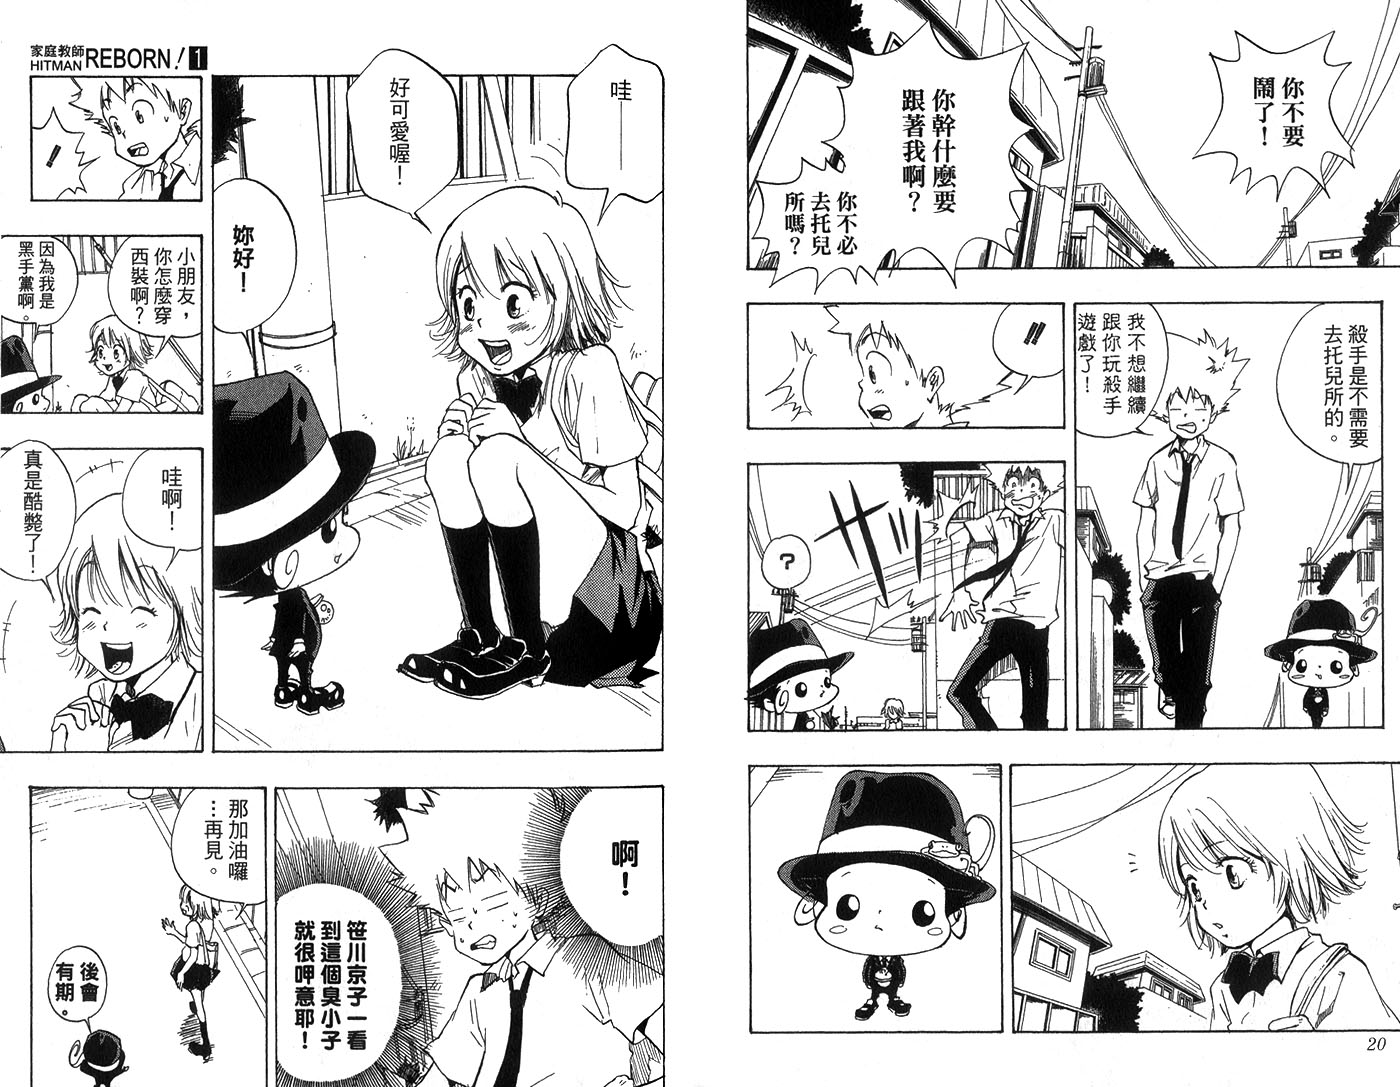 你不要
鬧了！
你幹什麼要
跟著我啊？
你不必
去托兒
所嗎？
殺手是不需要
去托兒所的。
我不想繼續
跟你玩殺手
遊戲了！
!!
？
20
家庭教師
HITMAN REBORN! 1
哇
——
好可愛喔！
妳好！
!!
小朋友，
你怎麼穿
西裝啊？
因為我是
黑手黨啊。
哇啊！
真是酷斃了！
啊！
笹川京子一看
到這個臭小子
就很呷意耶！
那加油囉
…再見。
後會
有期。